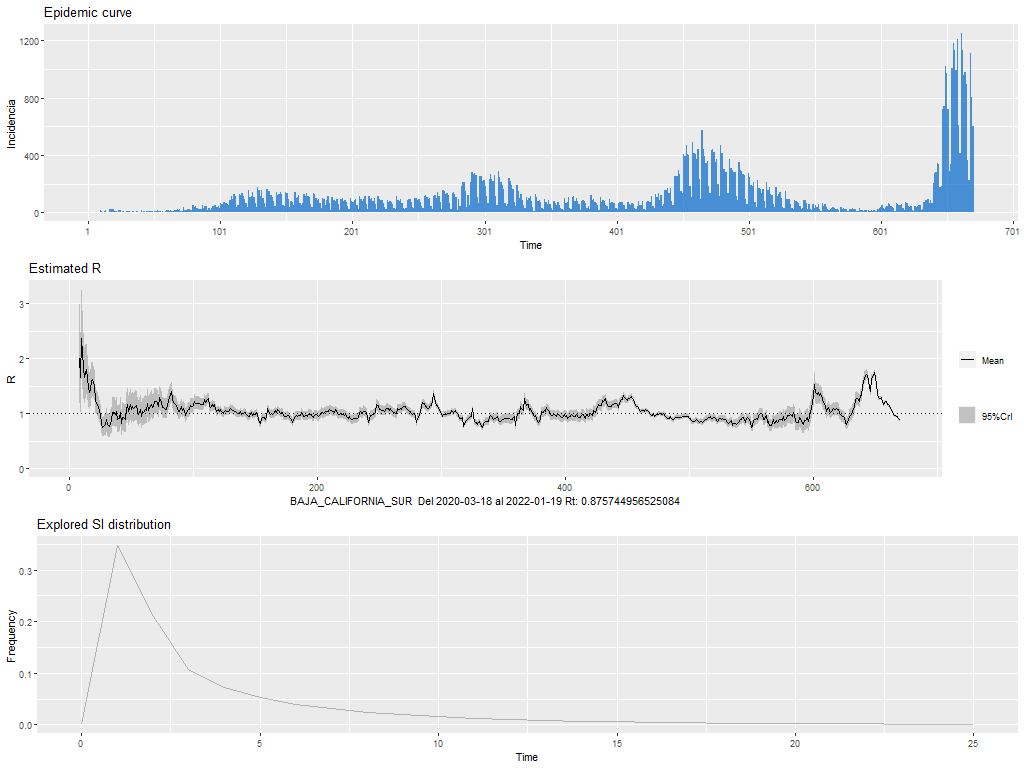 Epidemic curve
1200
800
400
0
Incidencia
1 101 201 301 401 501 601 701
Time
Estimated R
3
2
1
0
R
Mean
95%CrI
0 200 400 600
BAJA_CALIFORNIA_SUR Del 2020-03-18 al 2022-01-19 Rt: 0.875744956525084
Explored SI distribution
0.3
0.2
0.1
0.0
Frequency
0 5 10 15 20 25
Time